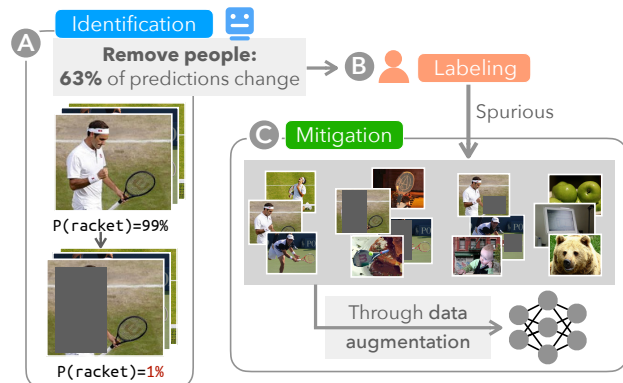 A
Identification
Remove people:
63% of predictions change
B
Labeling
Spurious
P(racket)=99%
P(racket)=1%
C
Mitigation
Through data
augmentation